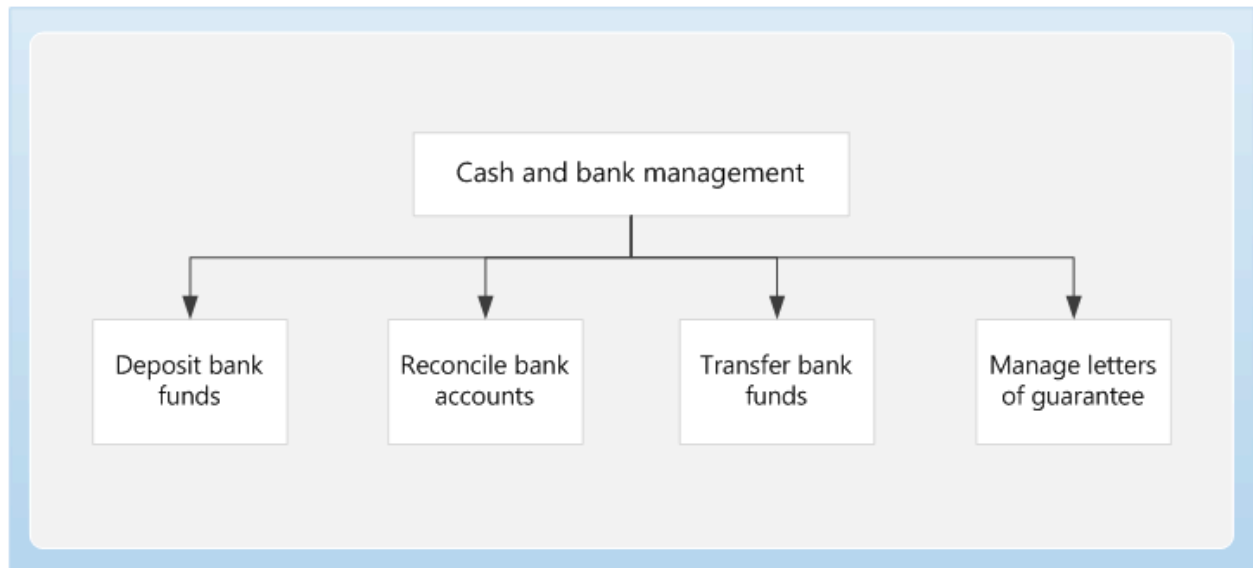 Cash and bank management
Deposit bank
funds
Reconcile bank
accounts
Transfer bank
funds
Manage letters
of guarantee